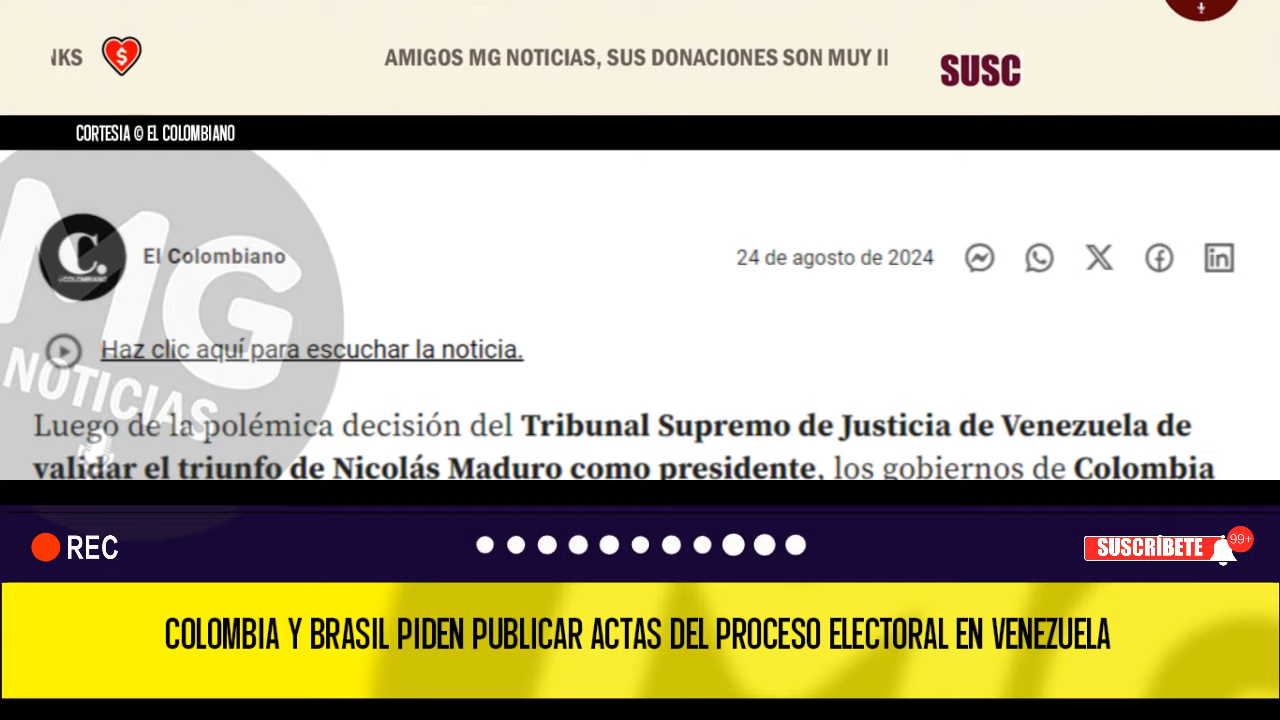 NKS
$
AMIGOS MG NOTICIAS, SUS DONACIONES SON MUY
SUSC
CORTESIA © EL COLOMBIANO
MG
NOTICIAS
C.
El Colombiano
24 de agosto de 2024
Haz clic aquí para escuchar la noticia.
Luego de la polémica decisión del Tribunal Supremo de Justicia de Venezuela de
validar el triunfo de Nicolás Maduro como presidente, los gobiernos de Colombia
REC
SUSCRÍBETE
99+
COLOMBIA Y BRASIL PIDEN PUBLICAR ACTAS DEL PROCESO ELECTORAL EN VENEZUELA